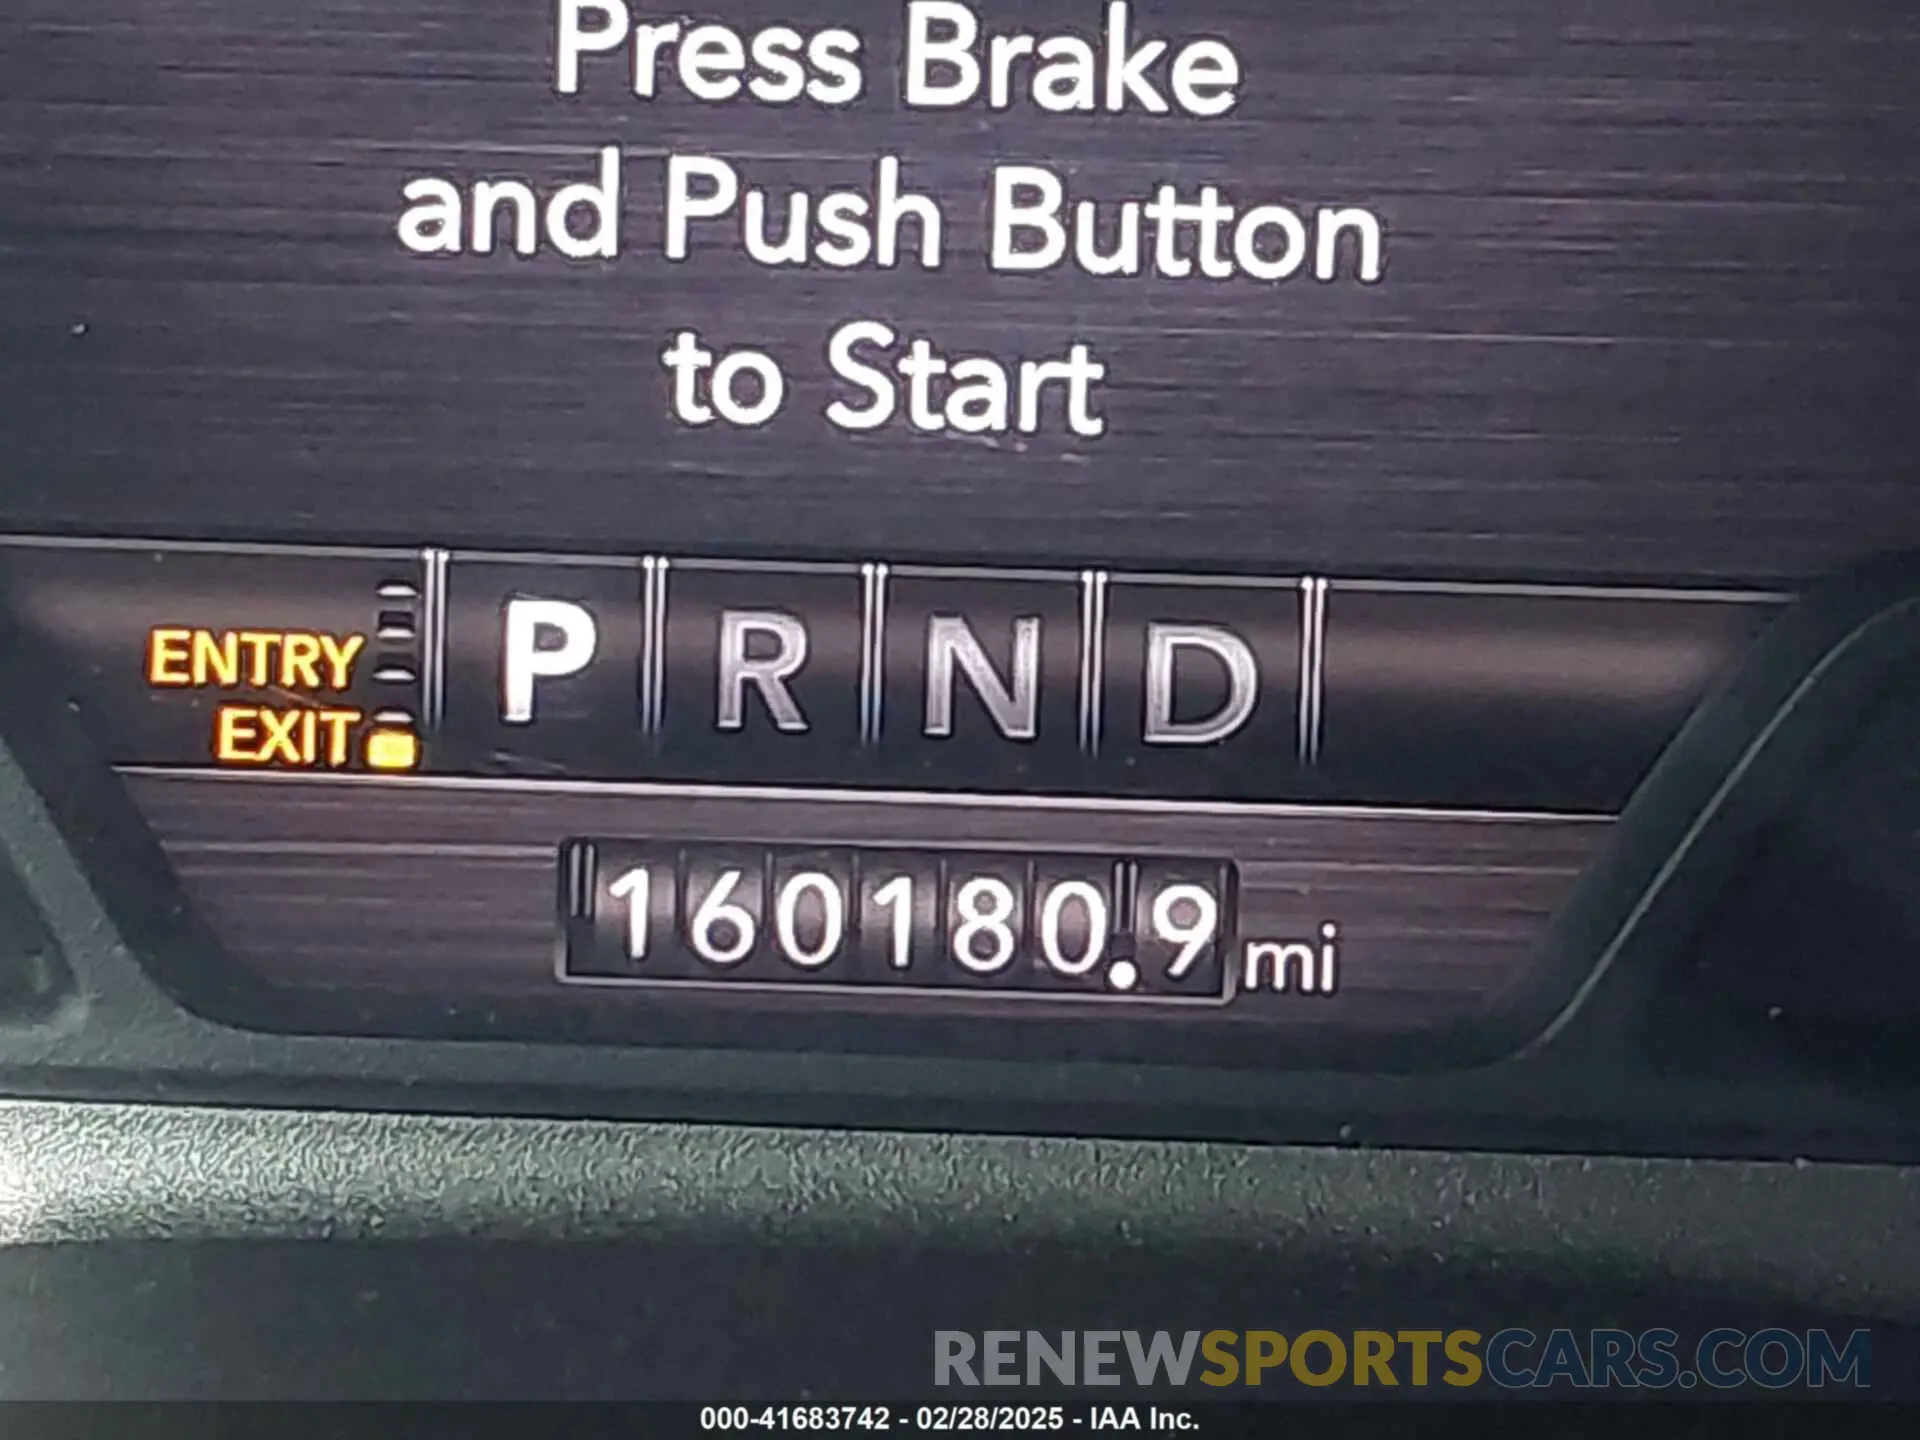 Press Brake
and Push Button
to Start
ENTRY
EXIT
P R N D
160180.9 mi
RENEWSPORTSCARS.COM
000-41683742 - 02/28/2025 - IAA Inc.